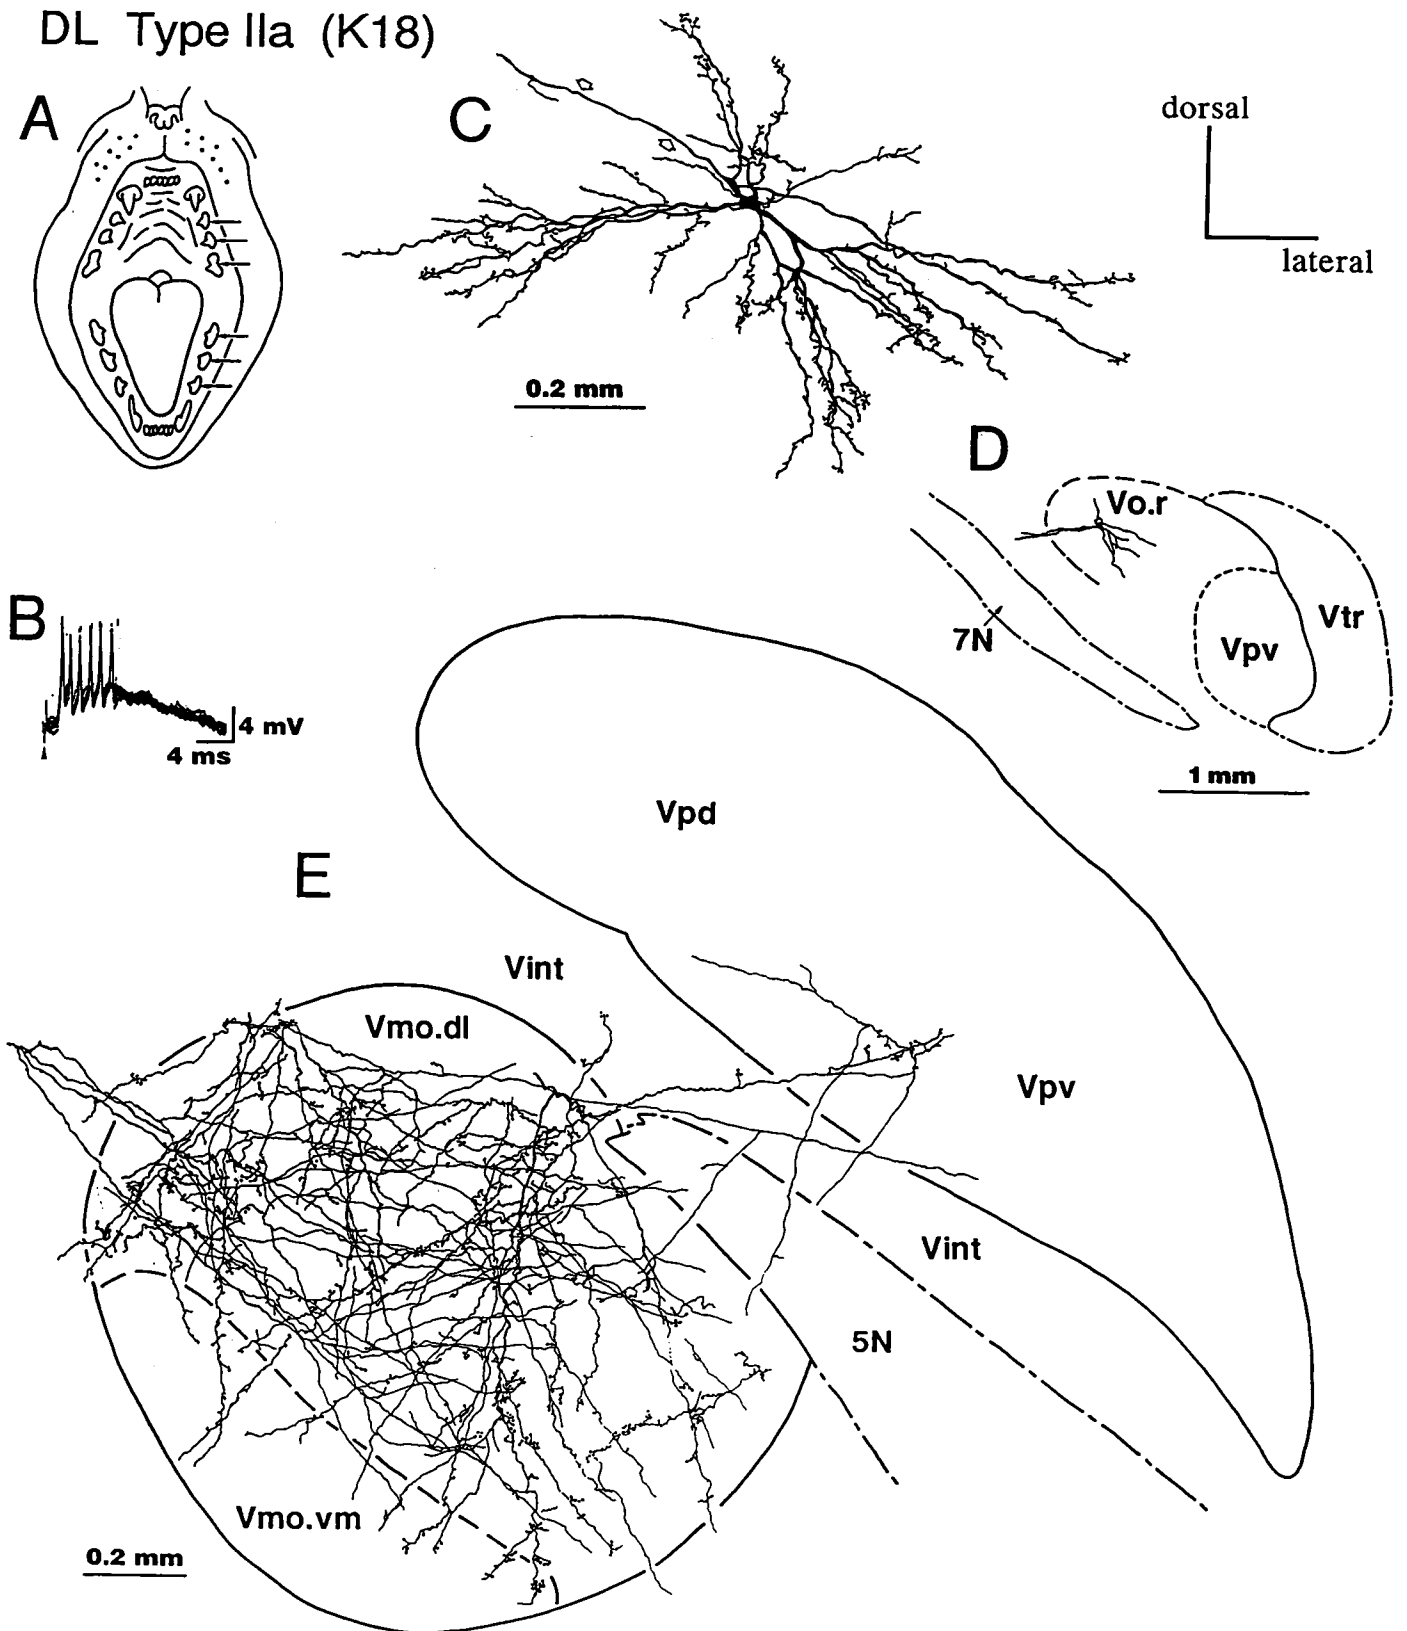 DL Type IIa (K18)
A
C
dorsal
lateral
0.2 mm
D
Vo.r
Vtr
Vpv
7N
1 mm
B
4 mV
4 ms
Vpd
E
Vint
Vmo.dl
Vpv
Vint
5N
Vmo.vm
0.2 mm